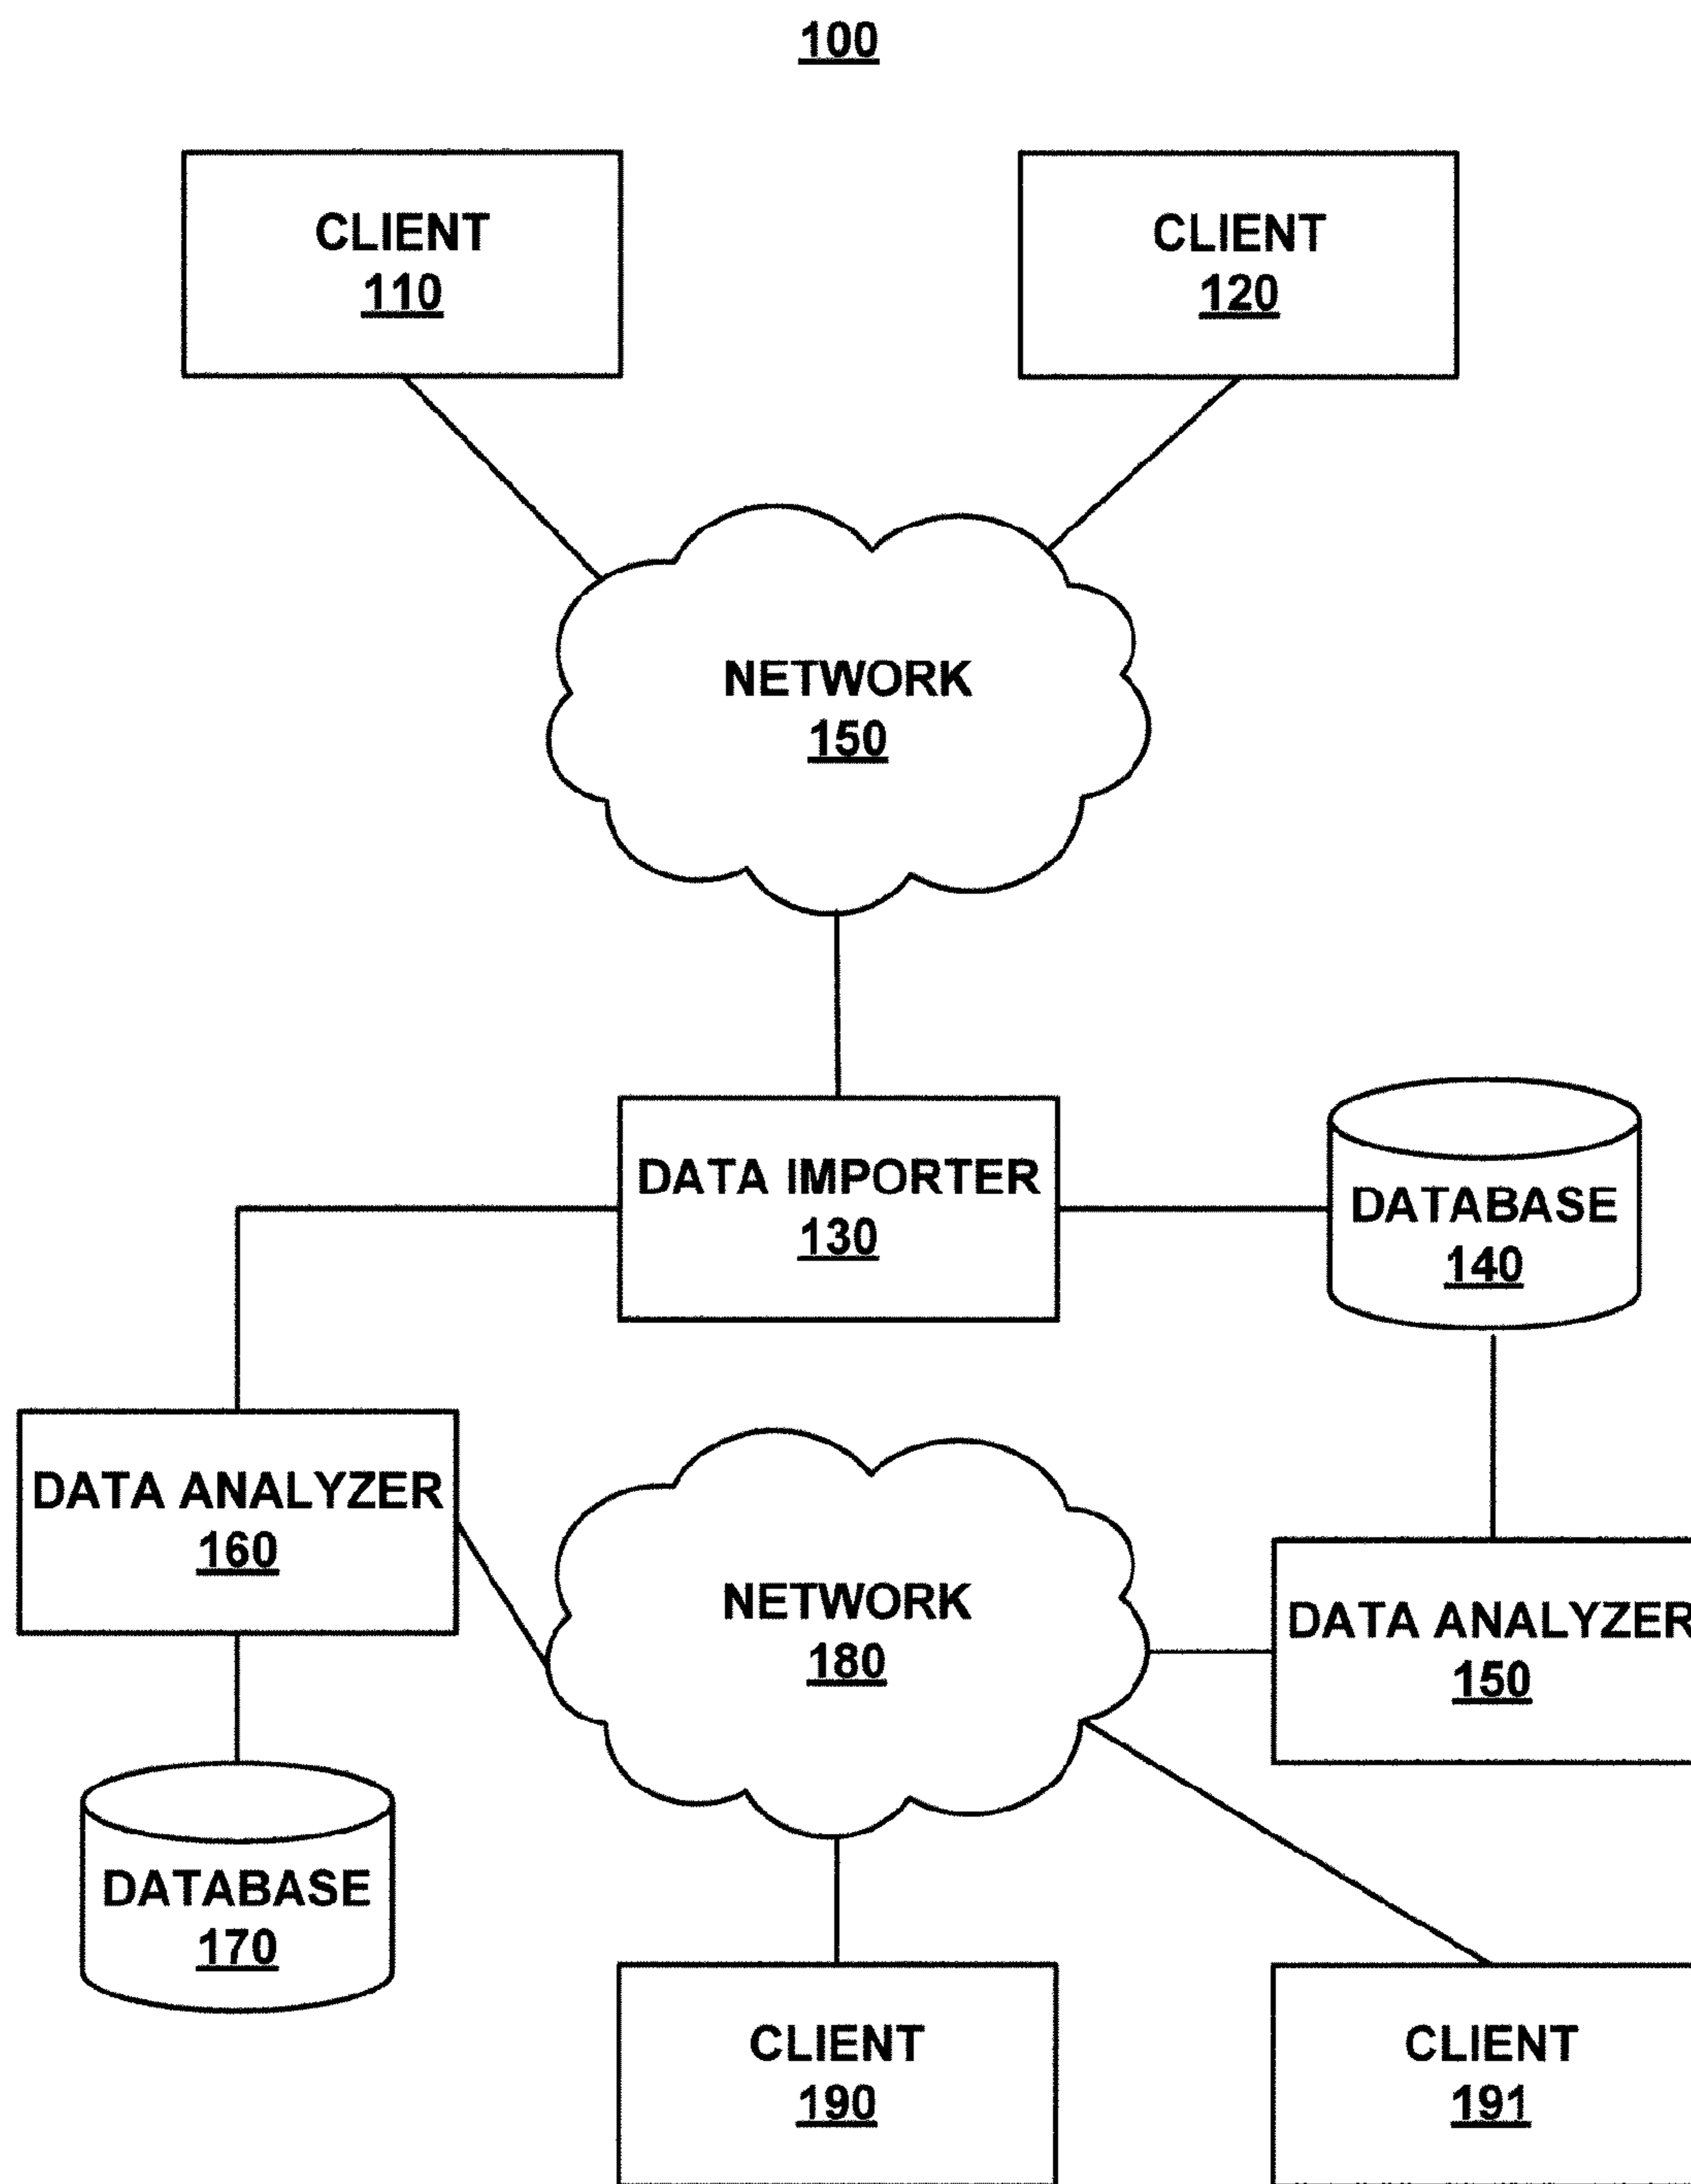 100
CLIENT
110
CLIENT
120
NETWORK
150
DATA IMPORTER
130
DATABASE
140
DATA ANALYZER
160
NETWORK
180
DATA ANALYZER
150
DATABASE
170
CLIENT
190
CLIENT
191